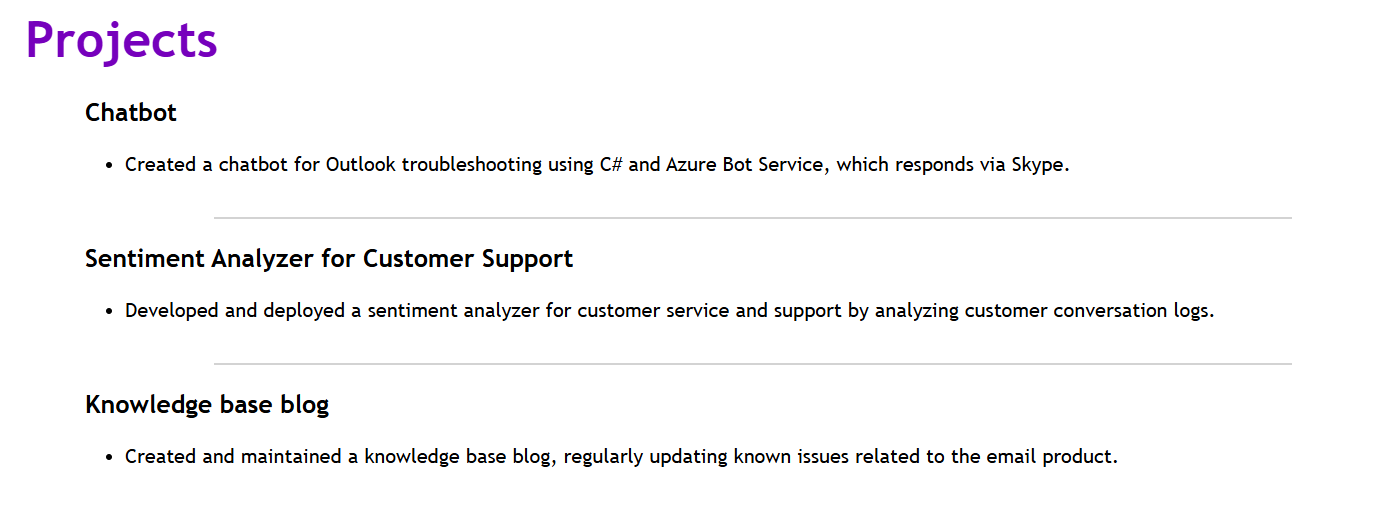 Projects
Chatbot
• Created a chatbot for Outlook troubleshooting using C# and Azure Bot Service, which responds via Skype.
Sentiment Analyzer for Customer Support
• Developed and deployed a sentiment analyzer for customer service and support by analyzing customer conversation logs.
Knowledge base blog
• Created and maintained a knowledge base blog, regularly updating known issues related to the email product.